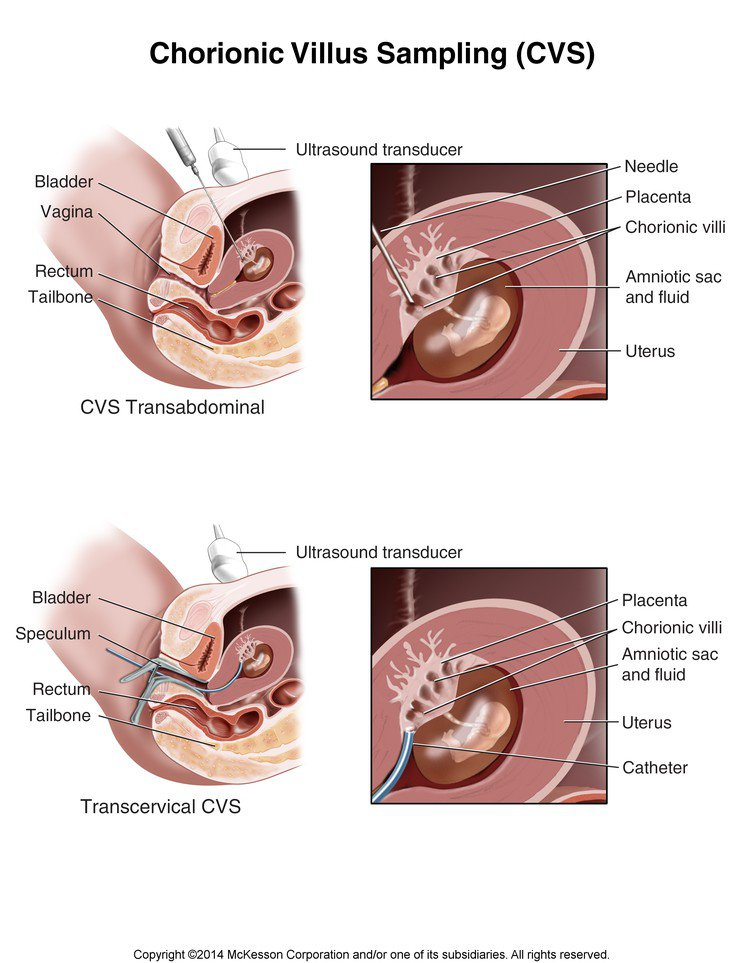 Chorionic Villus Sampling (CVS)
Ultrasound transducer
Bladder
Vagina
Rectum
Tailbone
CVS Transabdominal
Needle
Placenta
Chorionic villi
Amniotic sac
and fluid
Uterus
Ultrasound transducer
Bladder
Speculum
Rectum
Tailbone
Transcervical CVS
Placenta
Chorionic villi
Amniotic sac
and fluid
Uterus
Catheter
Copyright ©2014 McKesson Corporation and/or one of its subsidiaries. All rights reserved.